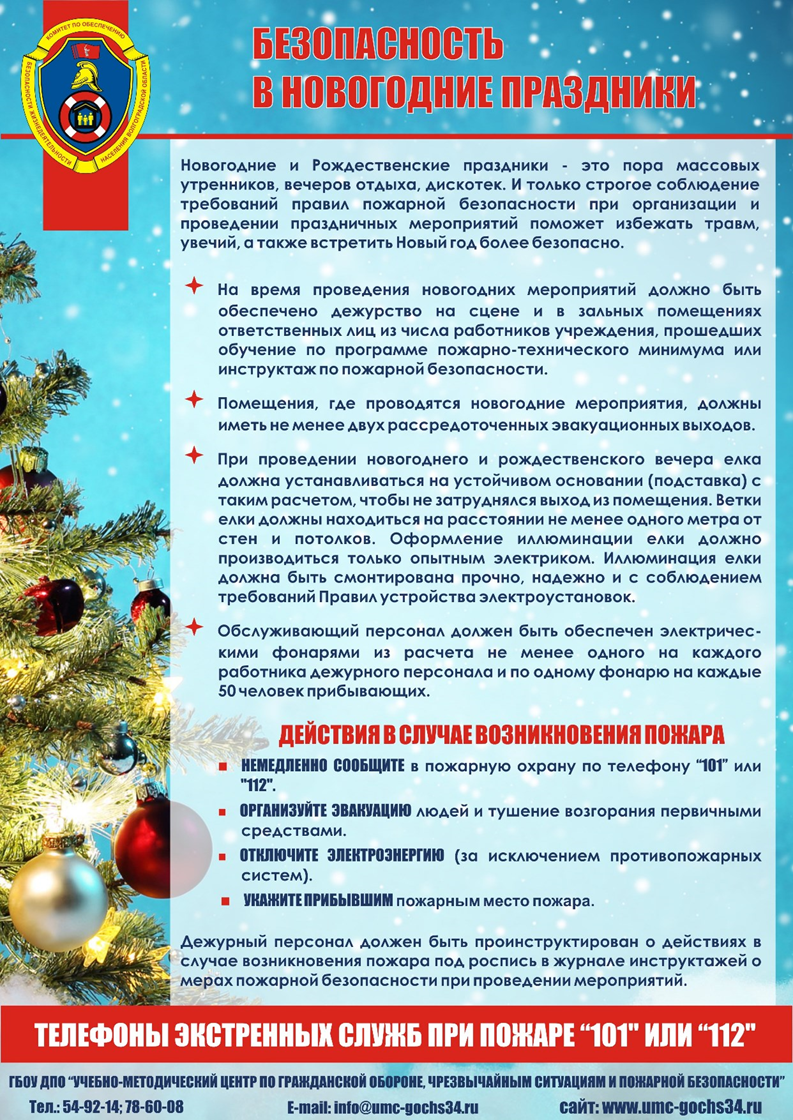 КОМИТЕТ ПО ОБЕСПЕЧЕНИЮ
БЕЗОПАСНОСТИ ЖИЗНЕДЕЯТЕЛЬНОСТИ
НАСЕЛЕНИЯ ВОЛГОГРАДСКОЙ ОБЛАСТИ
БЕЗОПАСНОСТЬ
В НОВОГОДНИЕ ПРАЗДНИКИ
Новогодние и Рождественские праздники - это пора массовых
утренников, вечеров отдыха, дискотек. И только строгое соблюдение
требований правил пожарной безопасности при организации и
проведении праздничных мероприятий поможет избежать травм,
увечий, а также встретить Новый год более безопасно.
На время проведения новогодних мероприятий должно быть
обеспечено дежурство на сцене и в зальных помещениях
ответственных лиц из числа работников учреждения, прошедших
обучение по программе пожарно-технического минимума или
инструктаж по пожарной безопасности.
Помещения, где проводятся новогодние мероприятия, должны
иметь не менее двух рассредоточенных эвакуационных выходов.
При проведении новогоднего и рождественского вечера елка
должна устанавливаться на устойчивом основании (подставка) с
таким расчетом, чтобы не затруднялся выход из помещения. Ветки
елки должны находиться на расстоянии не менее одного метра от
стен и потолков. Оформление иллюминации елки должно
производиться только опытным электриком. Иллюминация елки
должна быть смонтирована прочно, надежно и с соблюдением
требований Правил устройства электроустановок.
Обслуживающий персонал должен быть обеспечен электричес-
кими фонарями из расчета не менее одного на каждого
работника дежурного персонала и по одному фонарю на каждые
50 человек прибывающих.
ДЕЙСТВИЯ В СЛУЧАЕ ВОЗНИКНОВЕНИЯ ПОЖАРА
НЕМЕДЛЕННО СООБЩИТЕ в пожарную охрану по телефону “101” или
"112".
ОРГАНИЗУЙТЕ ЭВАКУАЦИЮ людей и тушение возгорания первичными
средствами.
ОТКЛЮЧИТЕ ЭЛЕКТРОЭНЕРГИЮ (за исключением противопожарных
систем).
УКАЖИТЕ ПРИБЫВШИМ пожарным место пожара.
Дежурный персонал должен быть проинструктирован о действиях в
случае возникновения пожара под роспись в журнале инструктажей о
мерах пожарной безопасности при проведении мероприятий.
ТЕЛЕФОНЫ ЭКСТРЕННЫХ СЛУЖБ ПРИ ПОЖАРЕ “101" ИЛИ “112"
ГБОУ ДПО “УЧЕБНО-МЕТОДИЧЕСКИЙ ЦЕНТР ПО ГРАЖДАНСКОЙ ОБОРОНЕ, ЧРЕЗВЫЧАЙНЫМ СИТУАЦИЯМ И ПОЖАРНОЙ БЕЗОПАСНОСТИ”
Тел.: 54-92-14; 78-60-08 E-mail: info@umc-gochs34.ru сайт: www.umc-gochs34.ru